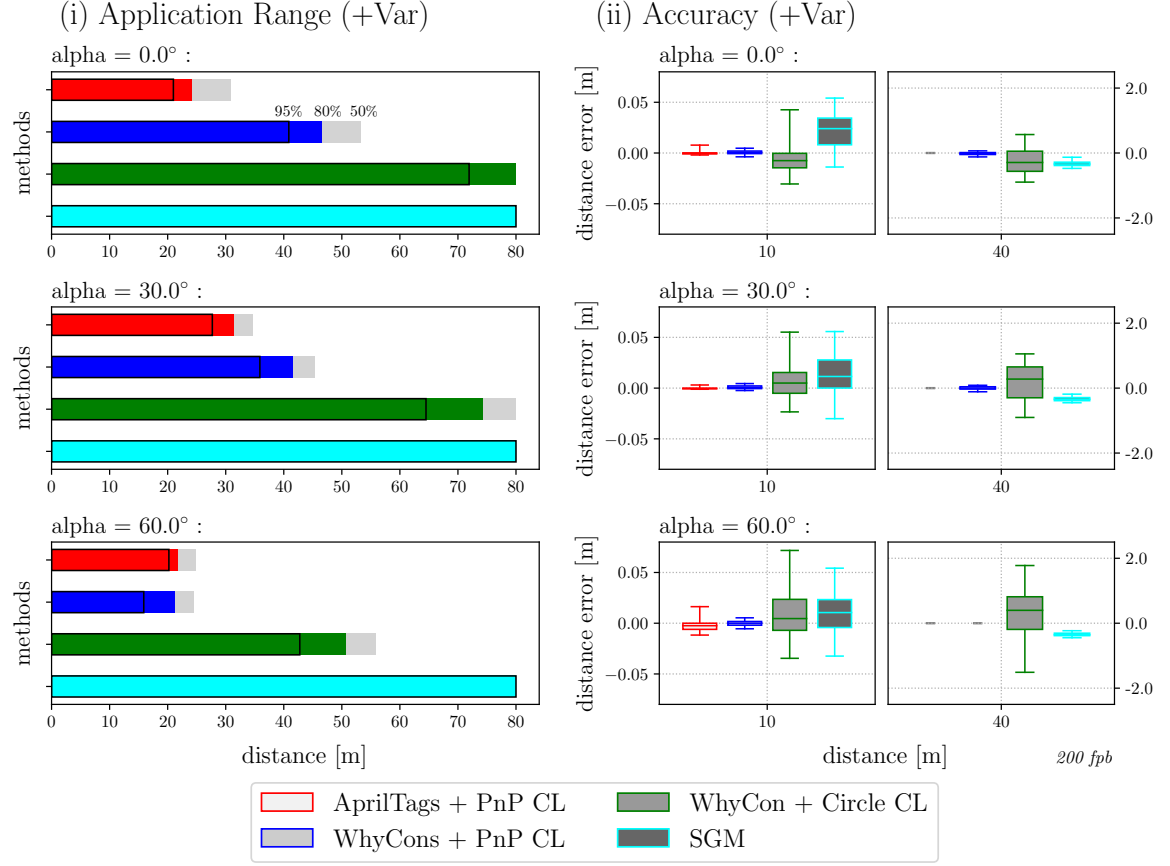 (i) Application Range (+Var)
(ii) Accuracy (+Var)
alpha = 0.0° :
95% 80% 50%
methods
0 10 20 30 40 50 60 70 80
alpha = 0.0° :
distance error [m]
0.05
0.00
−0.05
10
2.0
0.0
-2.0
40
alpha = 30.0° :
methods
0 10 20 30 40 50 60 70 80
alpha = 30.0° :
distance error [m]
0.05
0.00
−0.05
10
2.0
0.0
-2.0
40
alpha = 60.0° :
methods
0 10 20 30 40 50 60 70 80
distance [m]
alpha = 60.0° :
distance error [m]
0.05
0.00
−0.05
10
2.0
0.0
-2.0
40
distance [m]
200 fpb
AprilTags + PnP CL
WhyCons + PnP CL
WhyCon + Circle CL
SGM